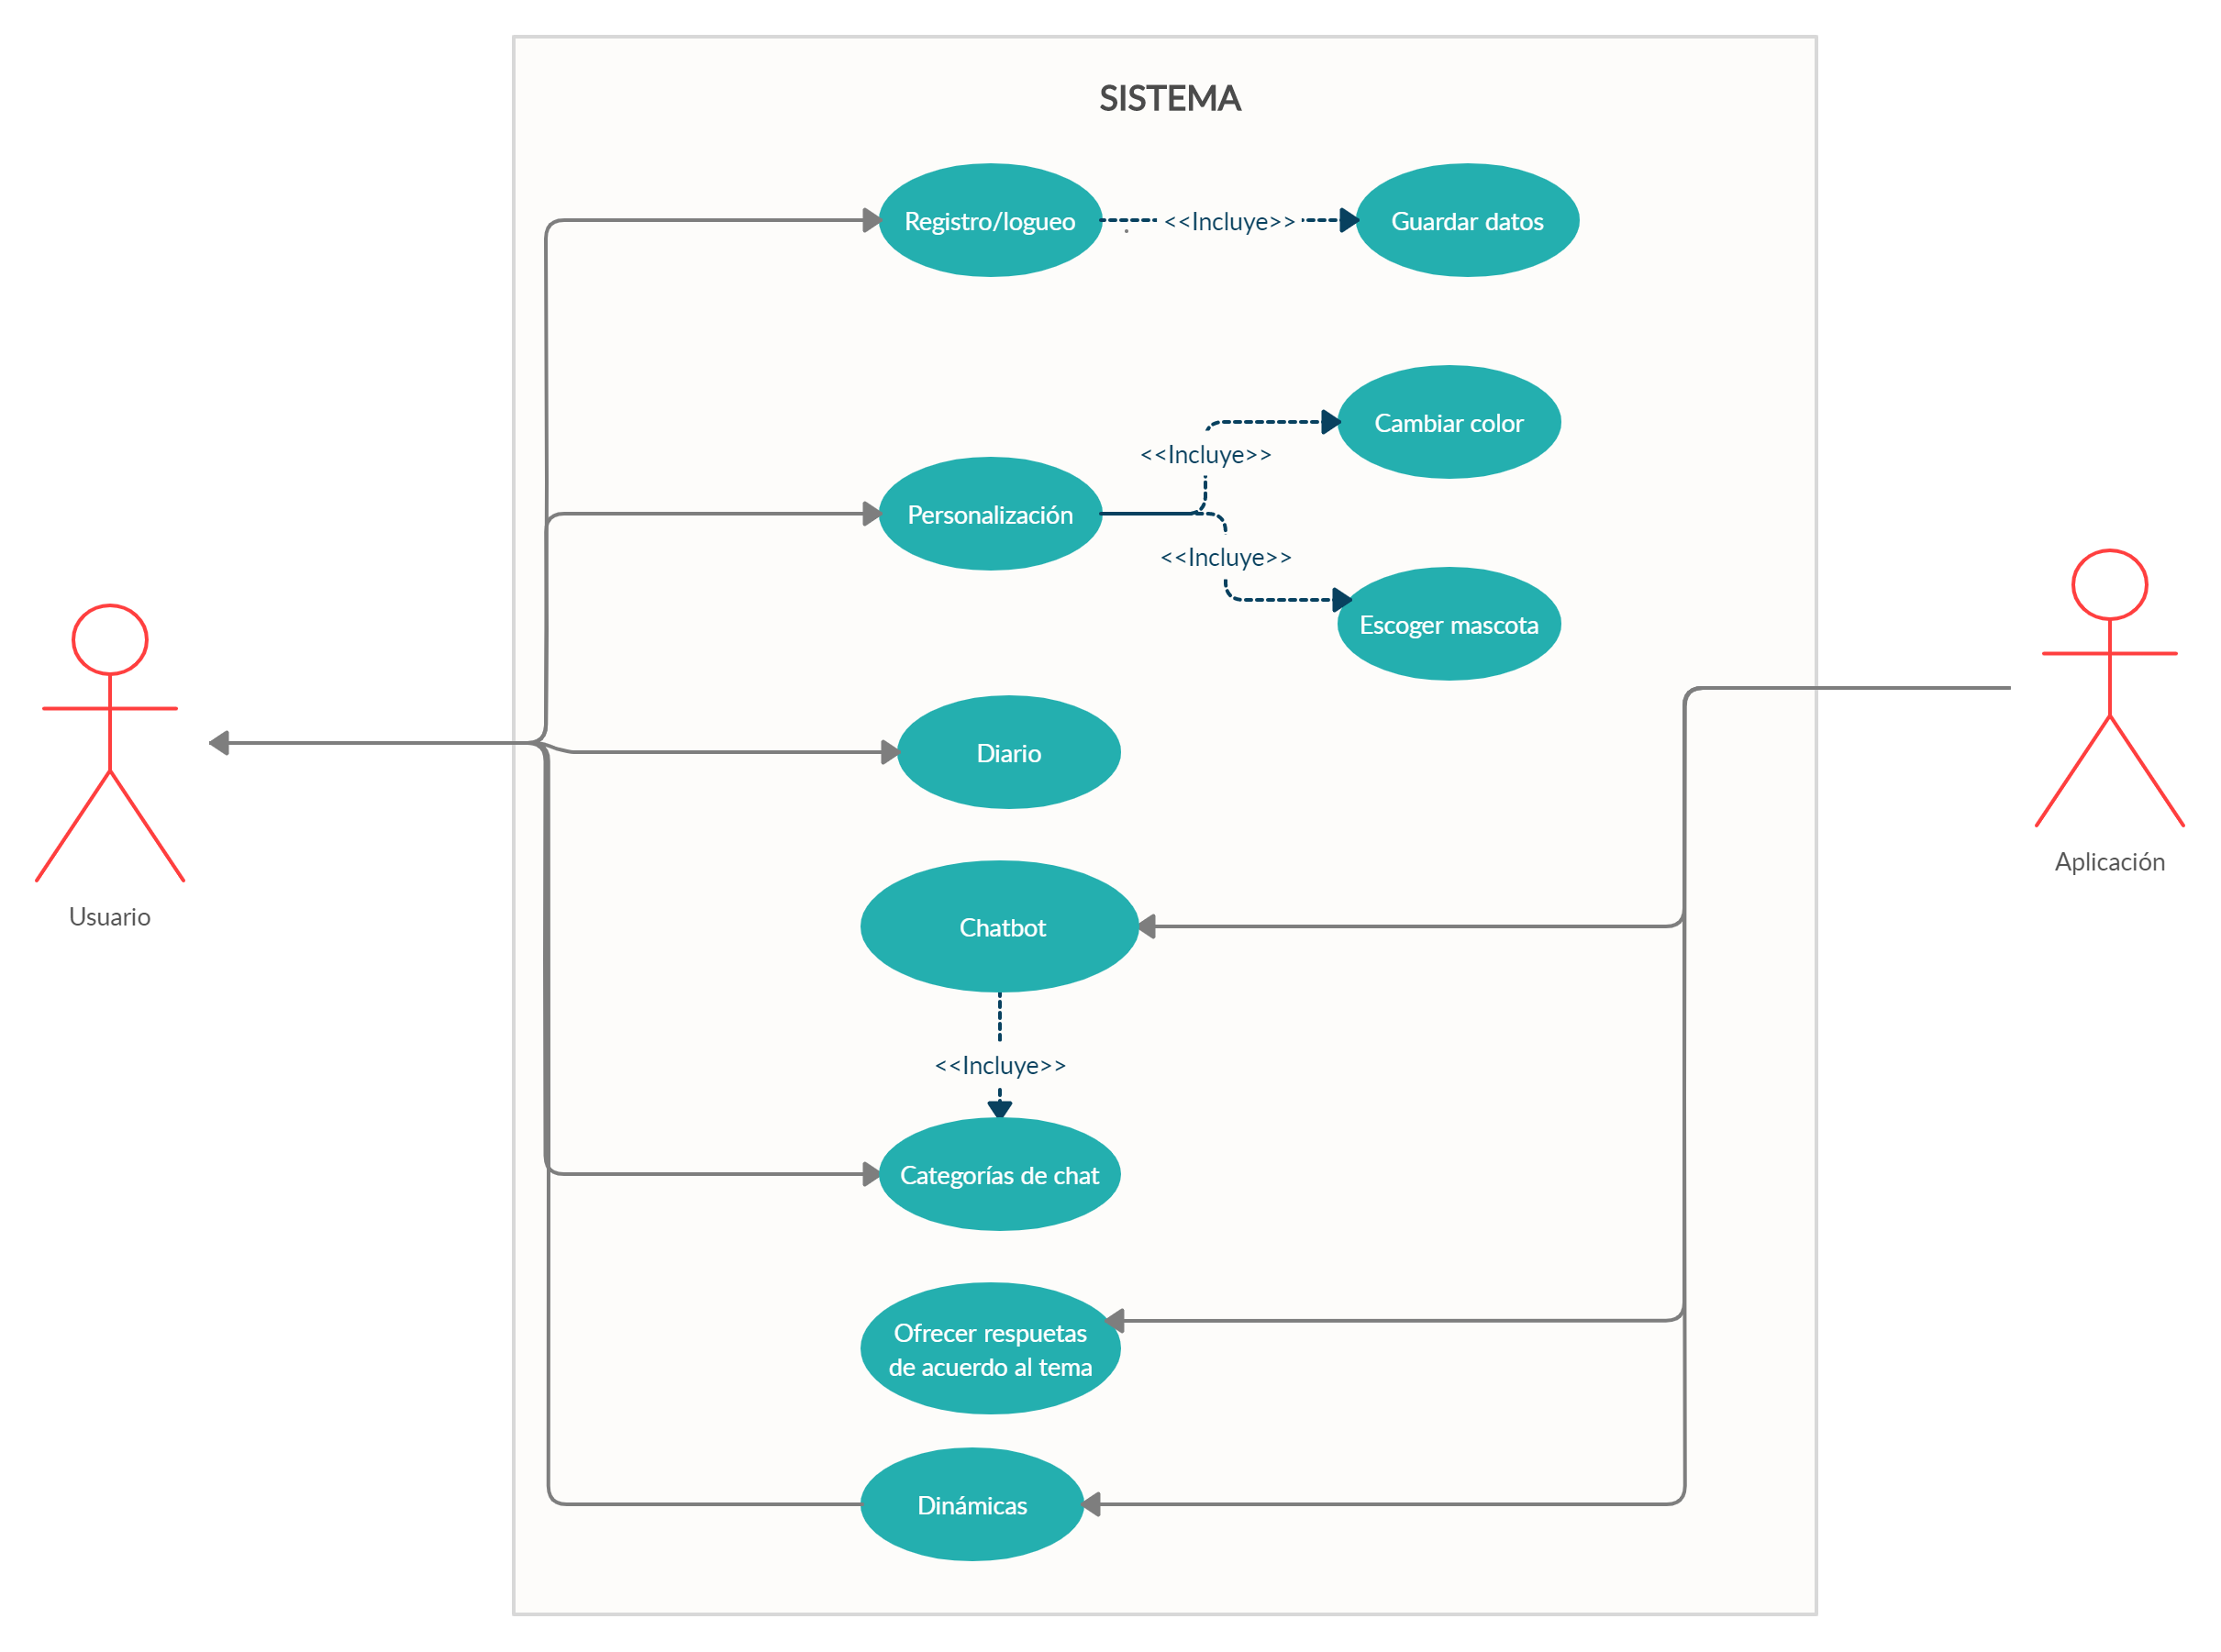 SISTEMA
Registro/logueo
<<Incluye>>
Guardar datos
Cambiar color
<<Incluye>>
Personalización
<<Incluye>>
Escoger mascota
Diario
Usuario
Aplicación
Chatbot
<<Incluye>>
Categorías de chat
Ofrecer respuetas
de acuerdo al tema
Dinámicas